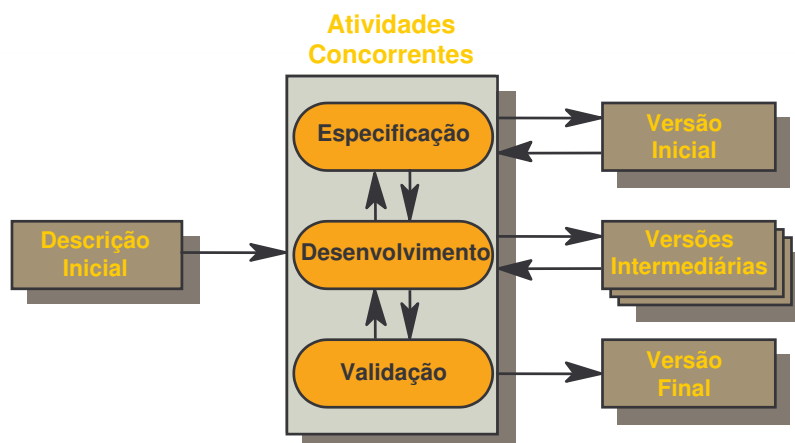 Atividades
Concorrentes
Especificação
Versão
Inicial
Descrição
Inicial
Desenvolvimento
Versões
Intermediárias
Validação
Versão
Final